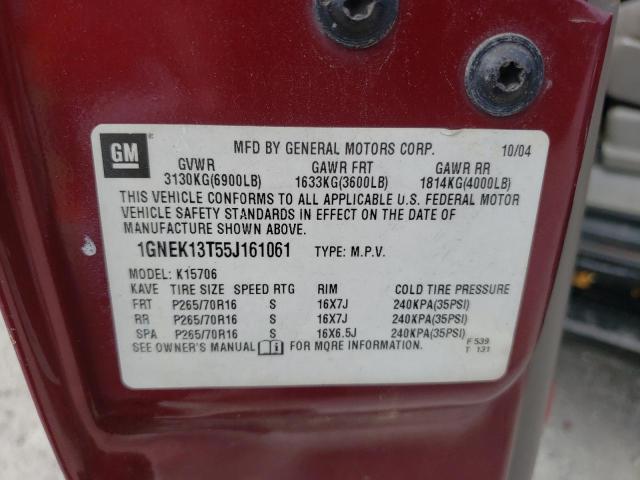 GM ®
MFD BY GENERAL MOTORS CORP. 10/04
GVWR GAWR FRT GAWR RR
3130KG(6900LB) 1633KG(3600LB) 1814KG(4000LB)
THIS VEHICLE CONFORMS TO ALL APPLICABLE U.S. FEDERAL MOTOR
VEHICLE SAFETY STANDARDS IN EFFECT ON THE DATE OF
MANUFACTURE SHOWN ABOVE.
1GNEK13T55J161061 TYPE: M.P.V.
MODEL: K15706
KAVE TIRE SIZE SPEED RTG RIM COLD TIRE PRESSURE
FRT P265/70R16 S 16X7J 240KPA(35PSI)
RR P265/70R16 S 16X7J 240KPA(35PSI)
SPA P265/70R16 S 16X6.5J 240KPA(35PSI)
SEE OWNER'S MANUAL FOR MORE INFORMATION.
F 539
T 131